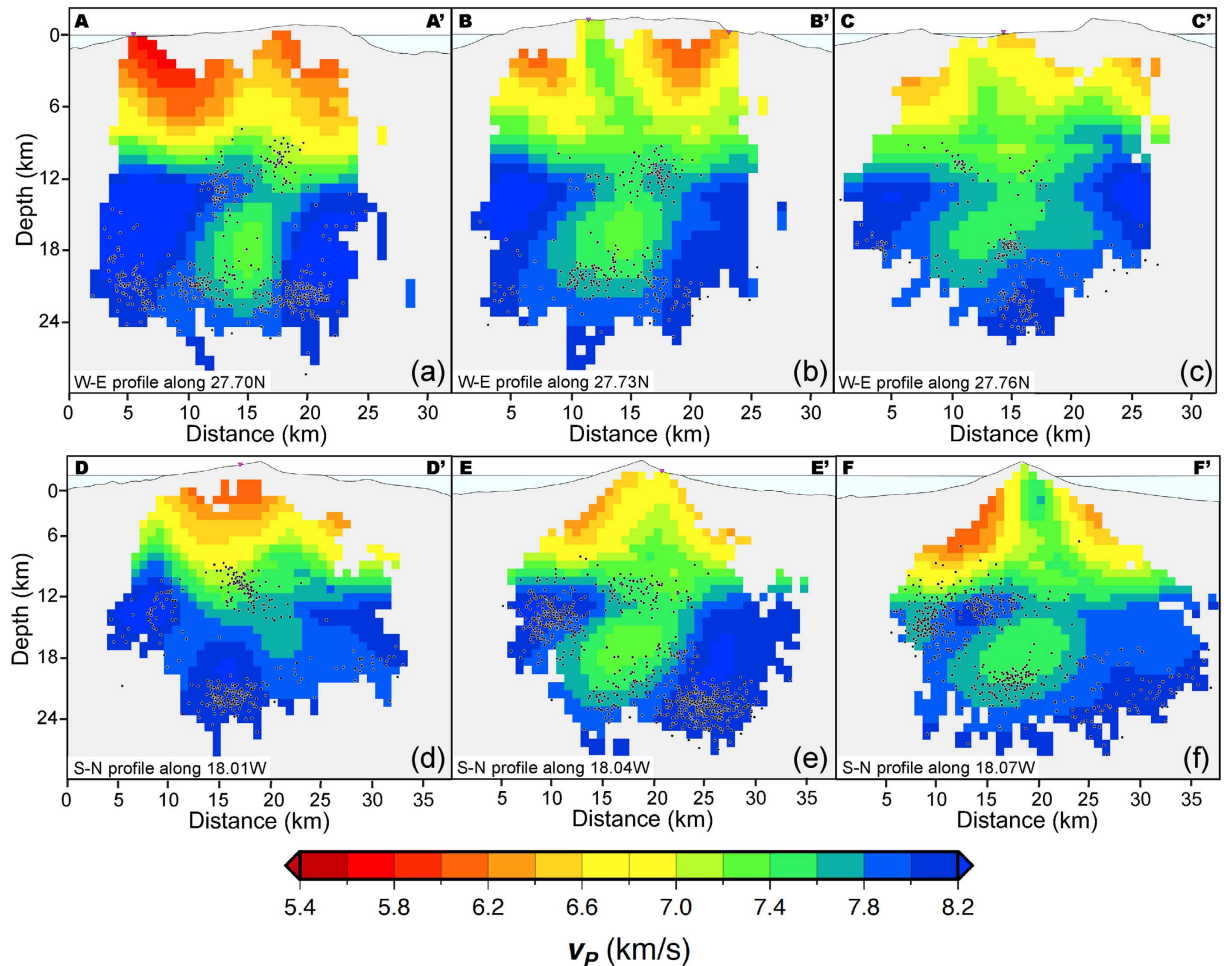 A A' B B' C C'
0
6
12
18
24
Depth (km)
W-E profile along 27.70N (a) W-E profile along 27.73N (b) W-E profile along 27.76N (c)
0 5 10 15 20 25 30 5 10 15 20 25 30 5 10 15 20 25 30
Distance (km) Distance (km) Distance (km)
D D' E E' F F'
0
6
12
18
24
Depth (km)
S-N profile along 18.01W (d) S-N profile along 18.04W (e) S-N profile along 18.07W (f)
0 5 10 15 20 25 30 35 5 10 15 20 25 30 35 5 10 15 20 25 30 35
Distance (km) Distance (km) Distance (km)
5.4 5.8 6.2 6.6 7.0 7.4 7.8 8.2
vP (km/s)